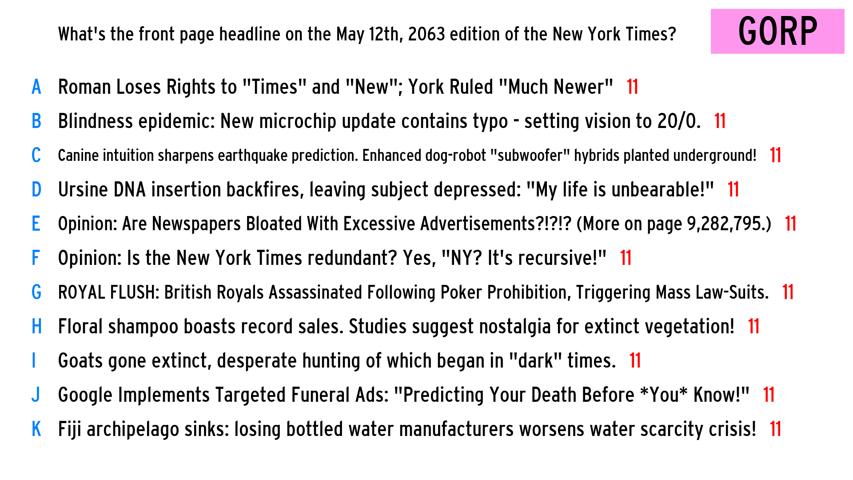 What's the front page headline on the May 12th, 2063 edition of the New York Times?
GORP
A Roman Loses Rights to "Times" and "New"; York Ruled "Much Newer" 11
B Blindness epidemic: New microchip update contains typo - setting vision to 20/0. 11
C Canine intuition sharpens earthquake prediction. Enhanced dog-robot "subwoofer" hybrids planted underground! 11
D Ursine DNA insertion backfires, leaving subject depressed: "My life is unbearable!" 11
E Opinion: Are Newspapers Bloated With Excessive Advertisements?!?!? (More on page 9,282,795.) 11
F Opinion: Is the New York Times redundant? Yes, "NY? It's recursive!" 11
G ROYAL FLUSH: British Royals Assassinated Following Poker Prohibition, Triggering Mass Law-Suits. 11
H Floral shampoo boasts record sales. Studies suggest nostalgia for extinct vegetation! 11
I Goats gone extinct, desperate hunting of which began in "dark" times. 11
J Google Implements Targeted Funeral Ads: "Predicting Your Death Before *You* Know!" 11
K Fiji archipelago sinks: losing bottled water manufacturers worsens water scarcity crisis! 11